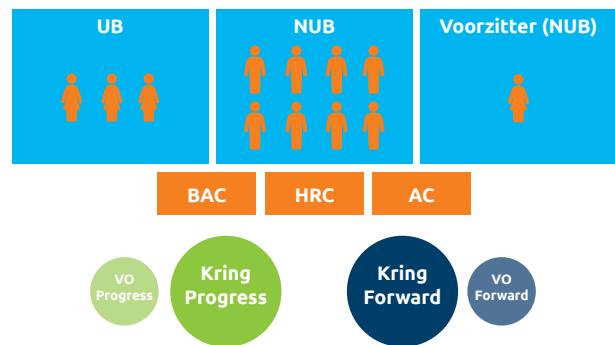 UB
NUB
Voorzitter (NUB)
BAC
HRC
AC
VO
Progress
Kring
Progress
Kring
Forward
VO
Forward